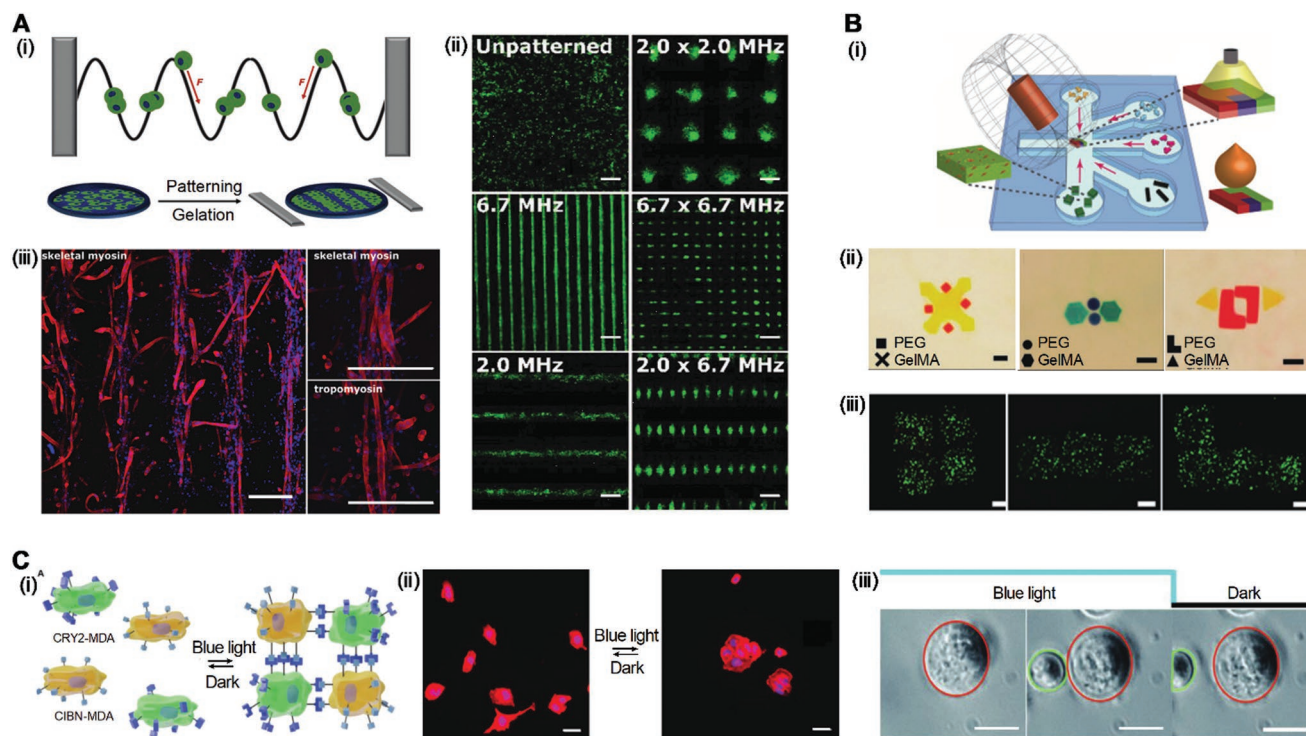 A
(i)
F
F
Patterning
Gelation
(ii)
Unpatterned
2.0 x 2.0 MHz
6.7 MHz
6.7 x 6.7 MHz
2.0 MHz
2.0 x 6.7 MHz
(iii)
skeletal myosin
skeletal myosin
tropomyosin
B
(i)
(ii)
PEG
GelMA
PEG
GelMA
PEG
GelMA
(iii)
C
(i)
A
CRY2-MDA
CIBN-MDA
Blue light
Dark
(ii)
Blue light
Dark
(iii)
Blue light
Dark